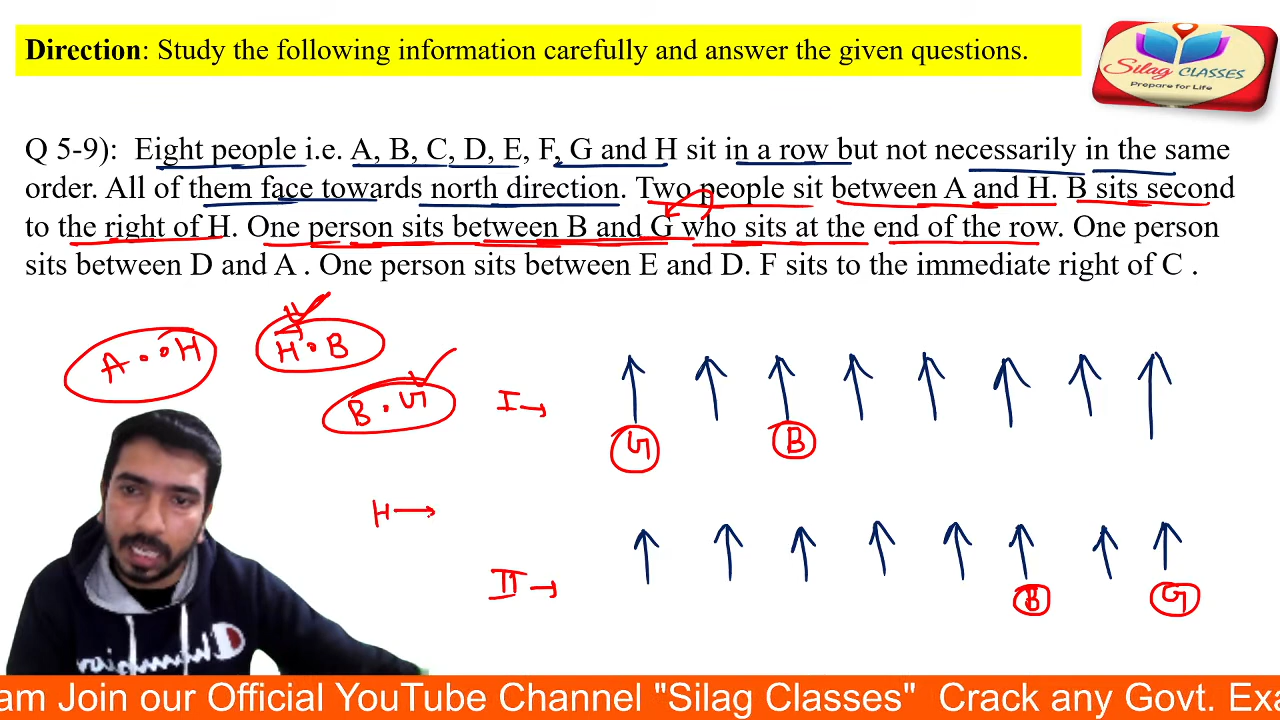 Direction: Study the following information carefully and answer the given questions.
Silag CLASSES
Prepare for Life
Q 5-9): Eight people i.e. A, B, C, D, E, F, G and H sit in a row but not necessarily in the same
order. All of them face towards north direction. Two people sit between A and H. B sits second
to the right of H. One person sits between B and G who sits at the end of the row. One person
sits between D and A . One person sits between E and D. F sits to the immediate right of C .
A . . H
H . B
B . G
I →
G B
H →
II →
B G
Champion
am Join our Official YouTube Channel "Silag Classes" Crack any Govt. Exa